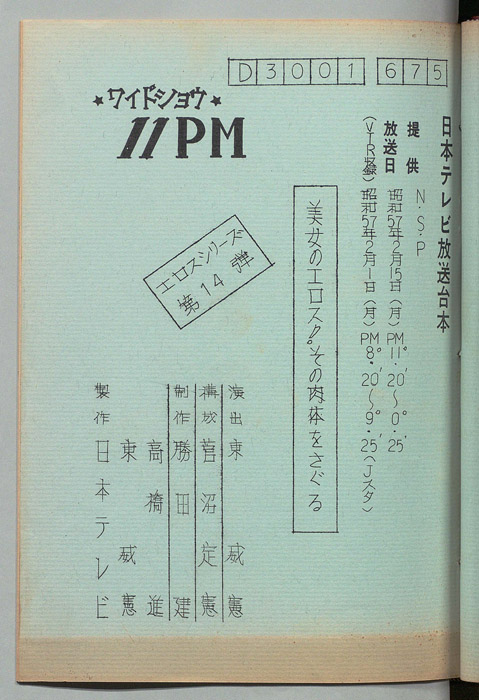 D3001 675
★ワイドショウ★
11PM
日本テレビ放送台本
提供 N.S.P
放送日 昭和57年2月15日(月)PM11°.20′〜0°.25′
(VTR収録)昭和57年2月1日(月)PM8°.20′〜9°.25′(Jスタ)
美女のエロス!!その肉体をさぐる
エロスシリーズ
第14弾
演出 東 威憲
構成 菅沼定憲
制作 勝田建
高橋進
東 威憲
製作 日本テレビ